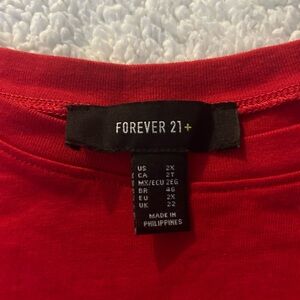 FOREVER 21+
US 2X
CA 2T
MX/ECU 2EG
BR 46
EU 2X
UK 22
MADE IN
PHILIPPINES